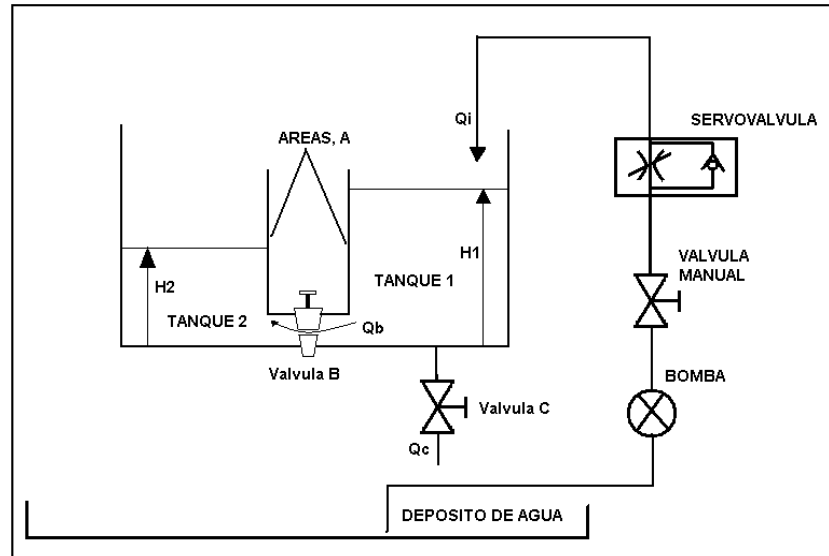 Qi
SERVOVALVULA
AREAS, A
H1
VALVULA
MANUAL
H2
TANQUE 1
TANQUE 2
Qb
Valvula B
BOMBA
Valvula C
Qc
DEPOSITO DE AGUA